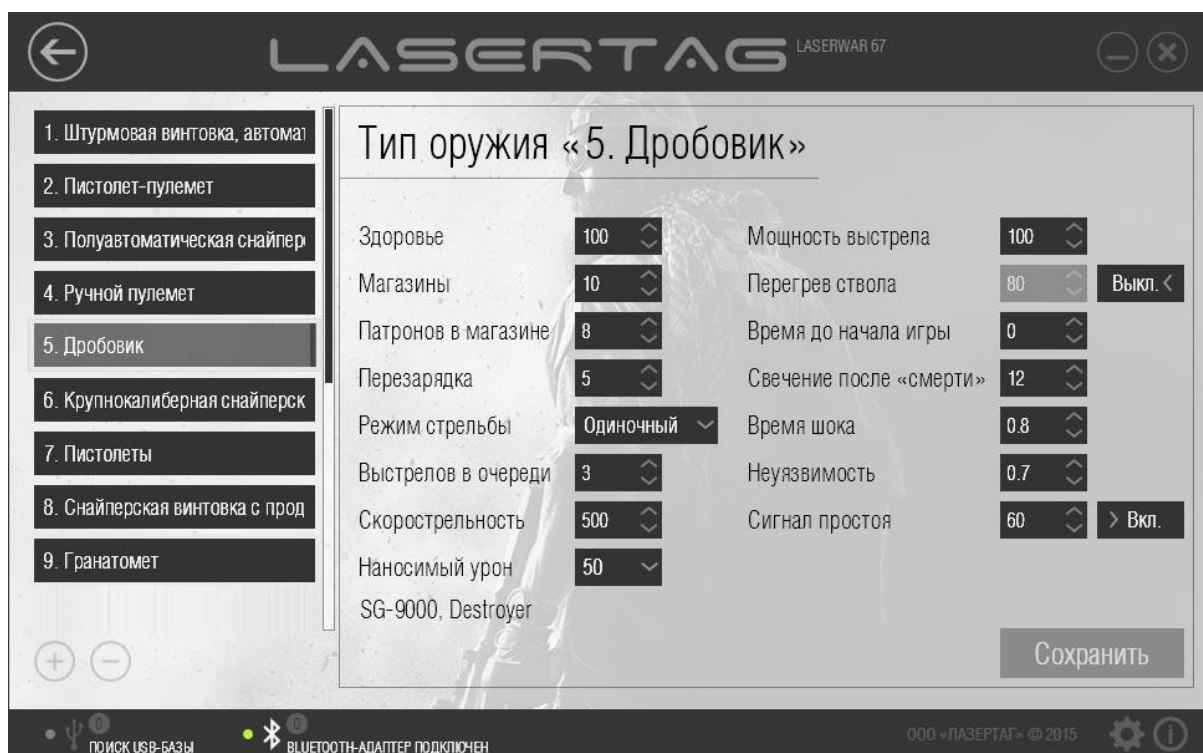 LASERTAG LASERWAR 67
1. Штурмовая винтовка, автомат
2. Пистолет-пулемет
3. Полуавтоматическая снайпер
4. Ручной пулемет
5. Дробовик
6. Крупнокалиберная снайперск
7. Пистолеты
8. Снайперская винтовка с прод
9. Гранатомет
Тип оружия «5. Дробовик»
Здоровье 100
Магазины 10
Патронов в магазине 8
Перезарядка 5
Режим стрельбы Одиночный
Выстрелов в очереди 3
Скорострельность 500
Наносимый урон 50
SG-9000, Destroyer
Мощность выстрела 100
Перегрев ствола 80 Выкл.
Время до начала игры 0
Свечение после «смерти» 12
Время шока 0.8
Неуязвимость 0.7
Сигнал простоя 60 Вкл.
Сохранить
0
ПОИСК USB-БАЗЫ
0
BLUETOOTH-АДАПТЕР ПОДКЛЮЧЕН
ООО «ЛАЗЕРТАГ» © 2015